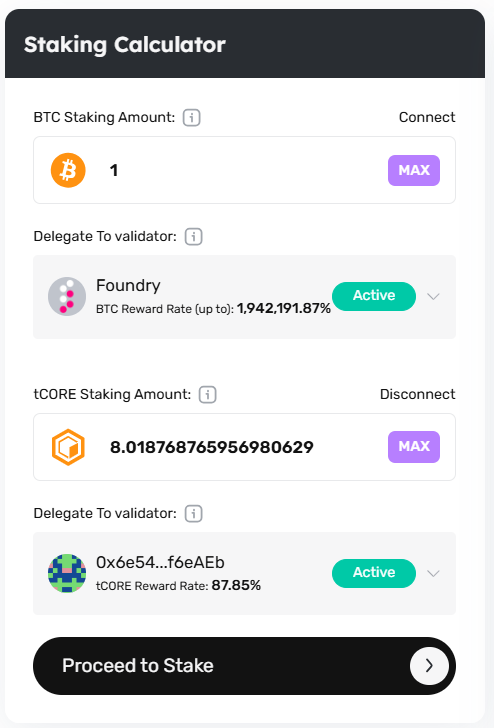 Staking Calculator
BTC Staking Amount: i Connect
1 MAX
Delegate To validator: i
Foundry
BTC Reward Rate (up to): 1,942,191.87% Active
tCORE Staking Amount: i Disconnect
8.018768765956980629 MAX
Delegate To validator: i
0x6e54...f6eAEb
tCORE Reward Rate: 87.85% Active
Proceed to Stake